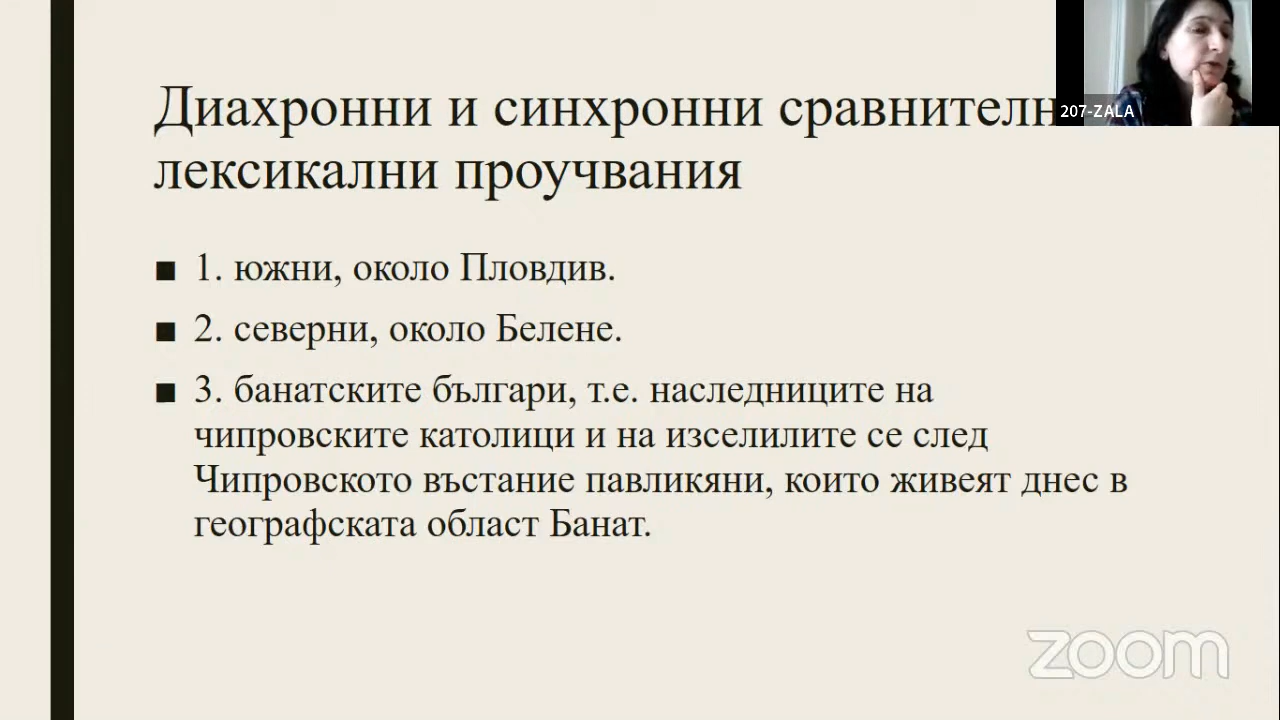 Диахронни и синхронни сравнителн
207-ZALA
лексикални проучвания
■ 1. южни, около Пловдив.
■ 2. северни, около Белене.
■ 3. банатските българи, т.е. наследниците на
чипровските католици и на изселилите се след
Чипровското въстание павликяни, които живеят днес в
географската област Банат.
zoom